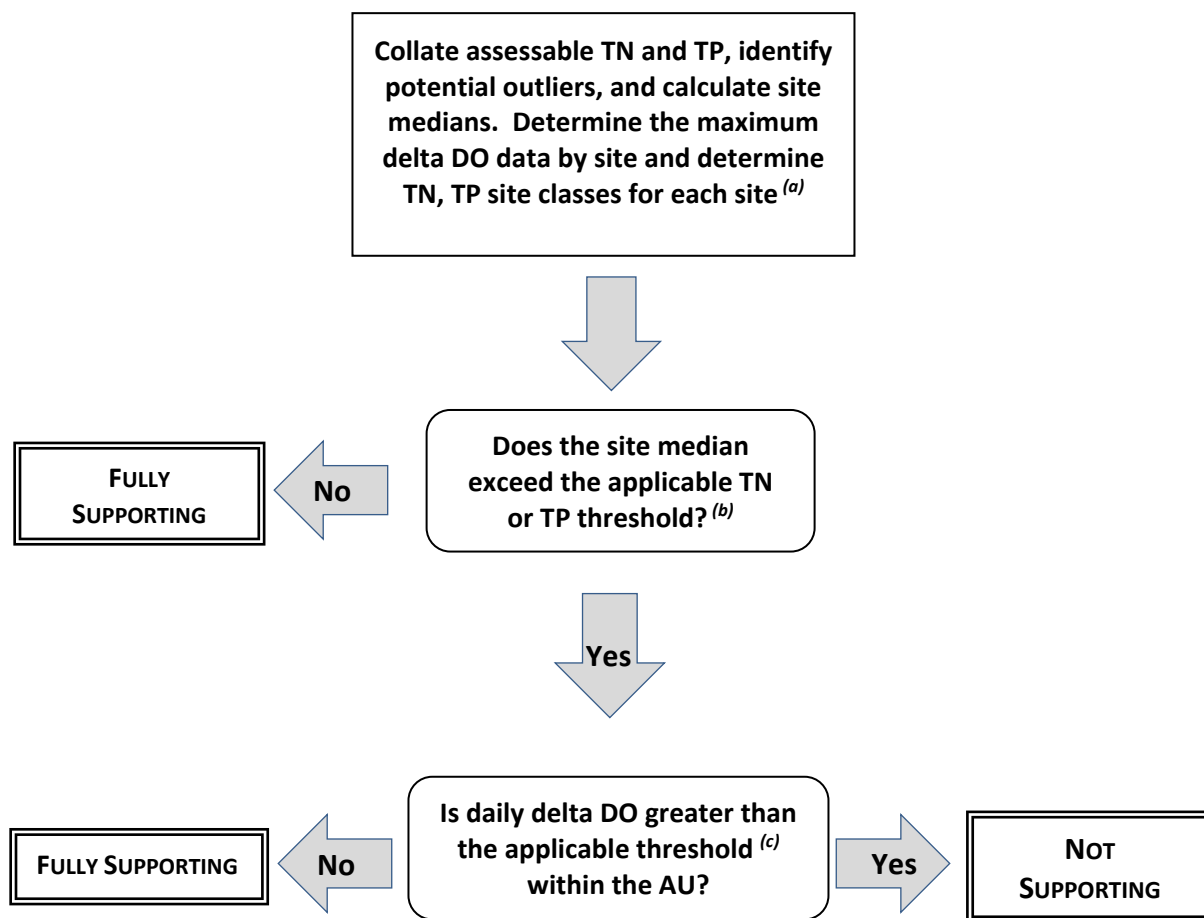 Collate assessable TN and TP, identify
potential outliers, and calculate site
medians. Determine the maximum
delta DO data by site and determine
TN, TP site classes for each site (a)
Does the site median
exceed the applicable TN
or TP threshold? (b)
No
FULLY
SUPPORTING
Yes
Is daily delta DO greater than
the applicable threshold (c)
within the AU?
No
FULLY SUPPORTING
Yes
NOT
SUPPORTING